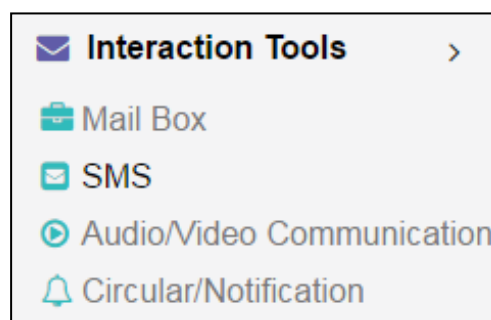 Interaction Tools
Mail Box
SMS
Audio/Video Communication
Circular/Notification